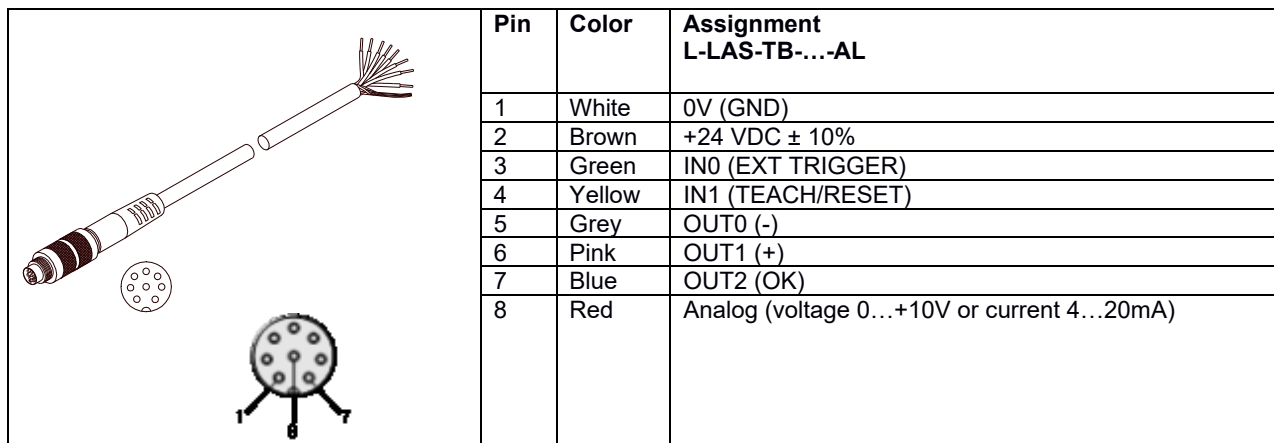 Pin Color Assignment
L-LAS-TB-…-AL
1 White 0V (GND)
2 Brown +24 VDC ± 10%
3 Green IN0 (EXT TRIGGER)
4 Yellow IN1 (TEACH/RESET)
5 Grey OUT0 (-)
6 Pink OUT1 (+)
7 Blue OUT2 (OK)
8 Red Analog (voltage 0…+10V or current 4…20mA)
1 7
8